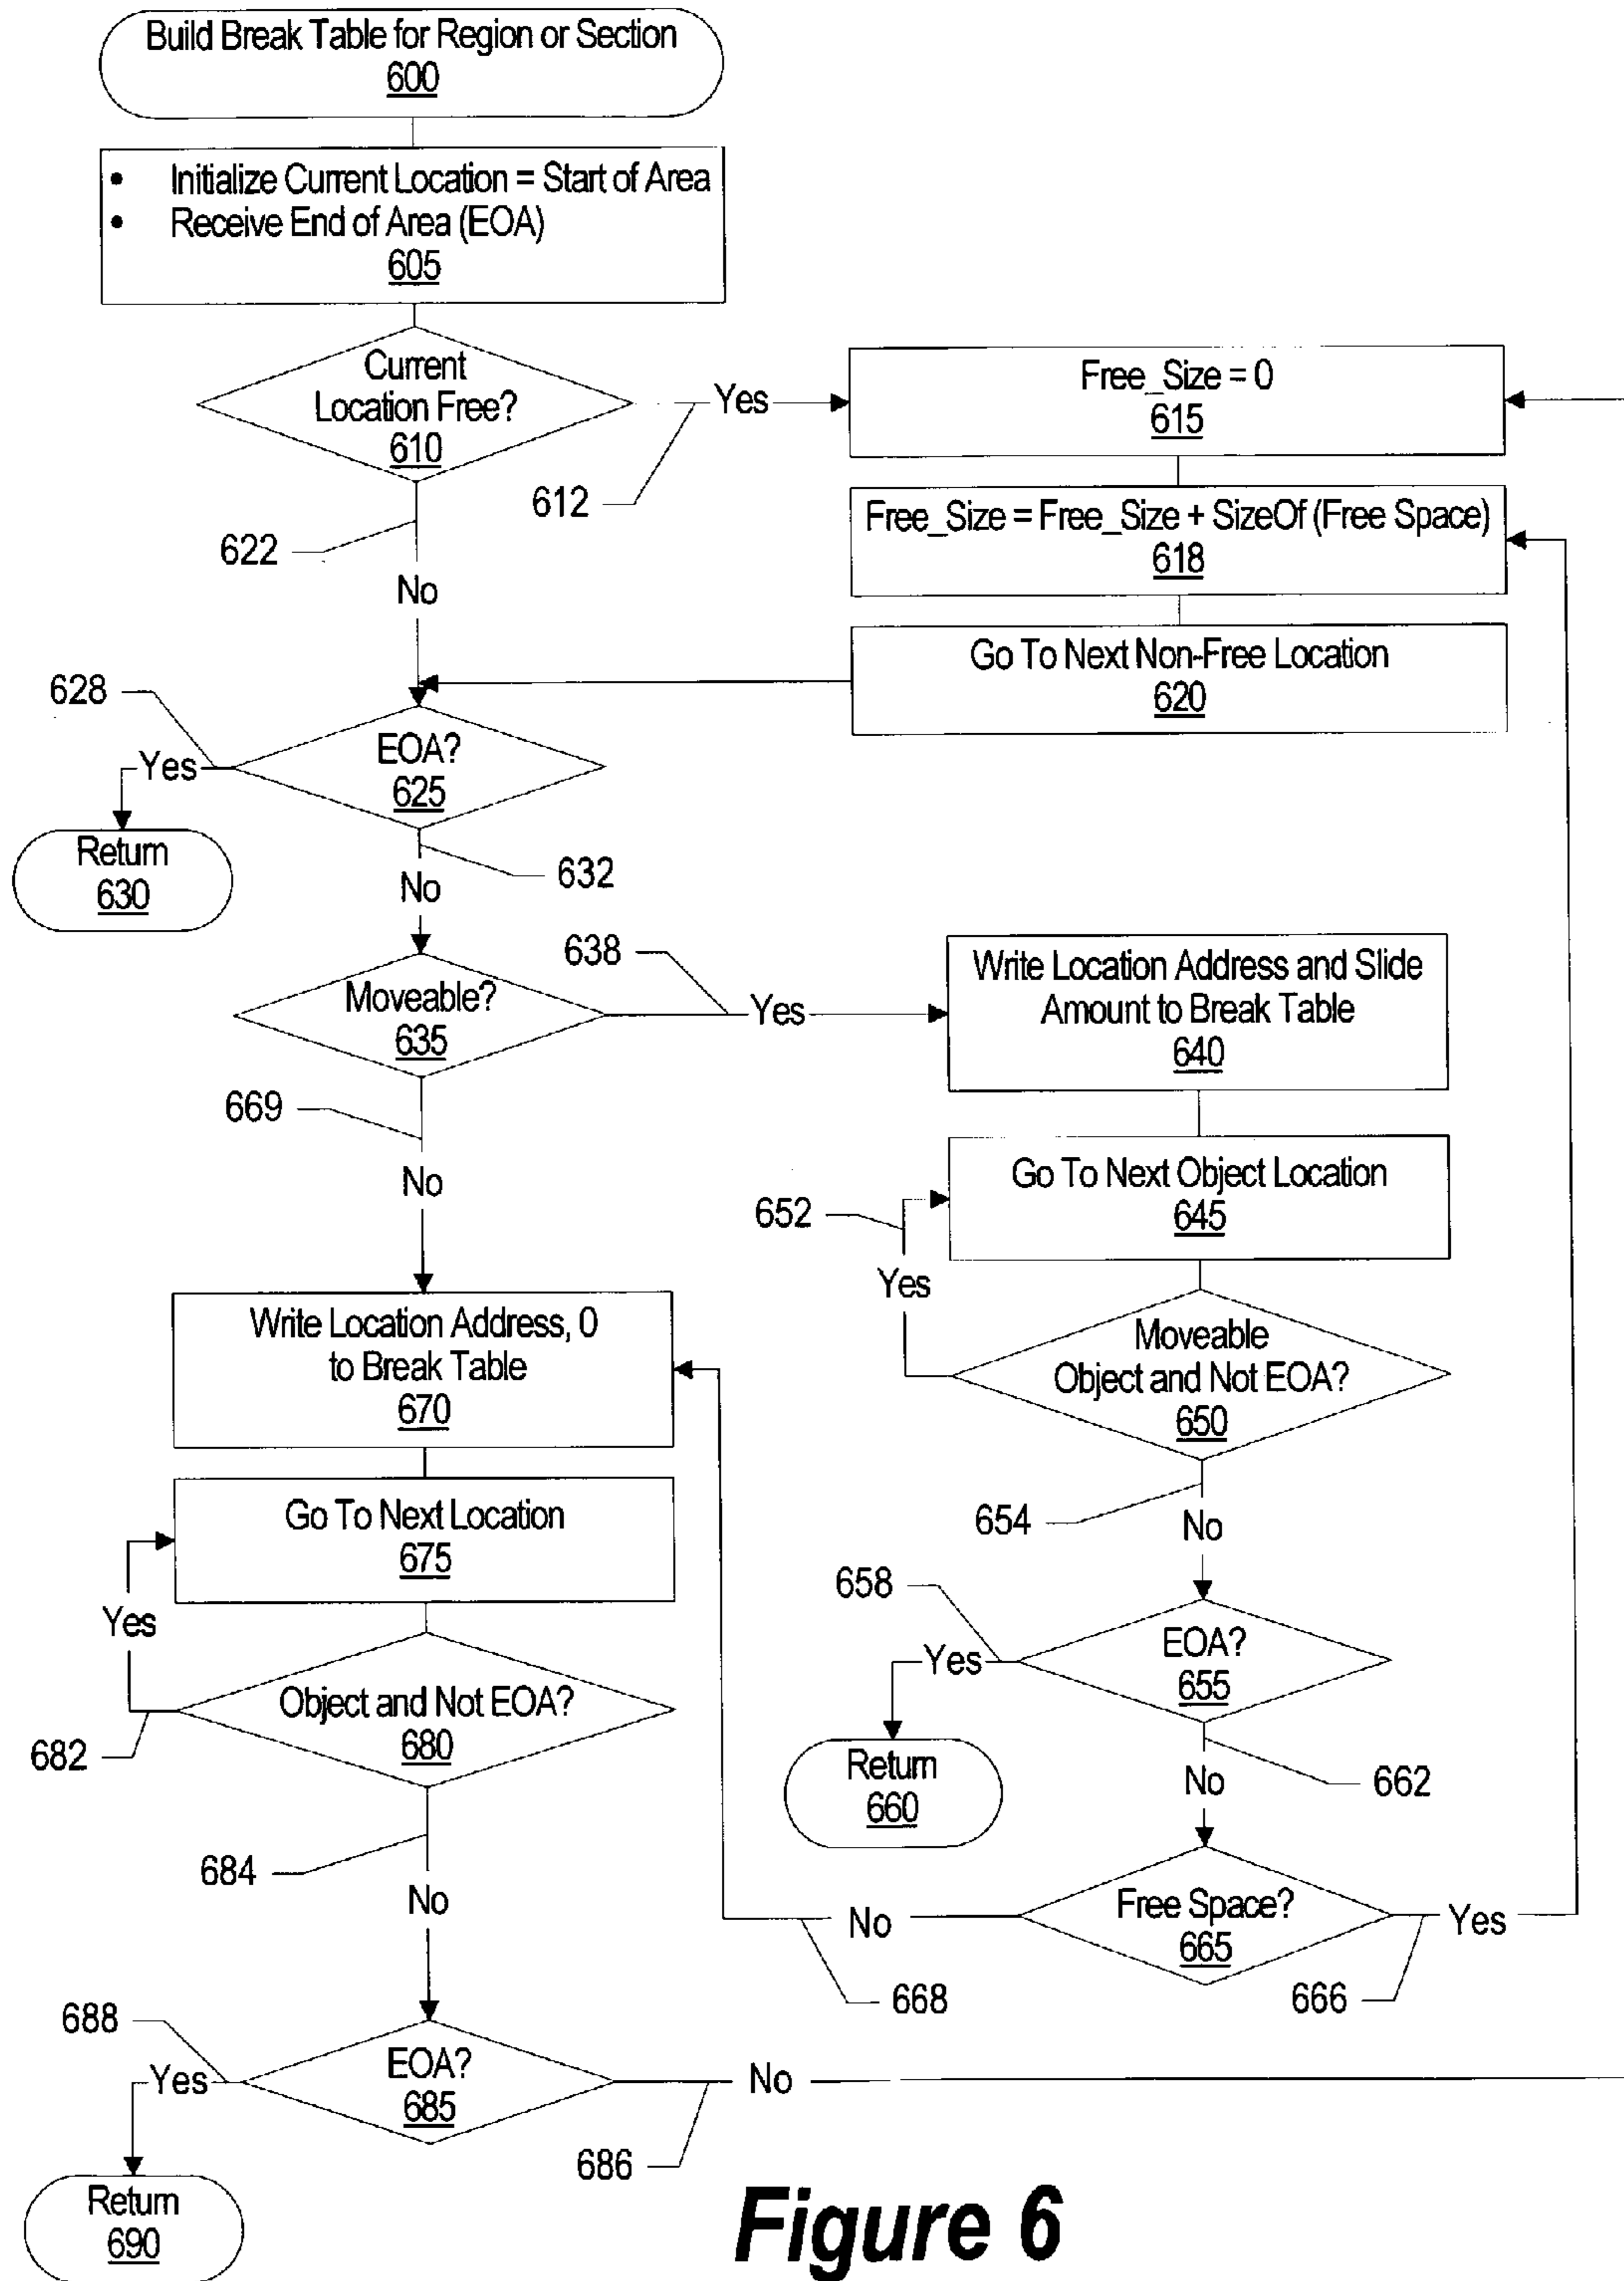 Build Break Table for Region or Section
600
• Initialize Current Location = Start of Area
• Receive End of Area (EOA)
605
Current
Location Free?
610
Yes
612
Free_Size = 0
615
Free_Size = Free_Size + SizeOf (Free Space)
618
Go To Next Non-Free Location
620
622
No
628
EOA?
625
Yes
Return
630
632
No
Moveable?
635
638
Yes
Write Location Address and Slide
Amount to Break Table
640
Go To Next Object Location
645
652
Yes
Moveable
Object and Not EOA?
650
654
No
658
EOA?
655
Yes
Return
660
662
No
Free Space?
665
Yes
666
No
668
669
No
Write Location Address, 0
to Break Table
670
Go To Next Location
675
Yes
Object and Not EOA?
680
682
684
No
688
EOA?
685
Yes
No
686
Return
690
Figure 6